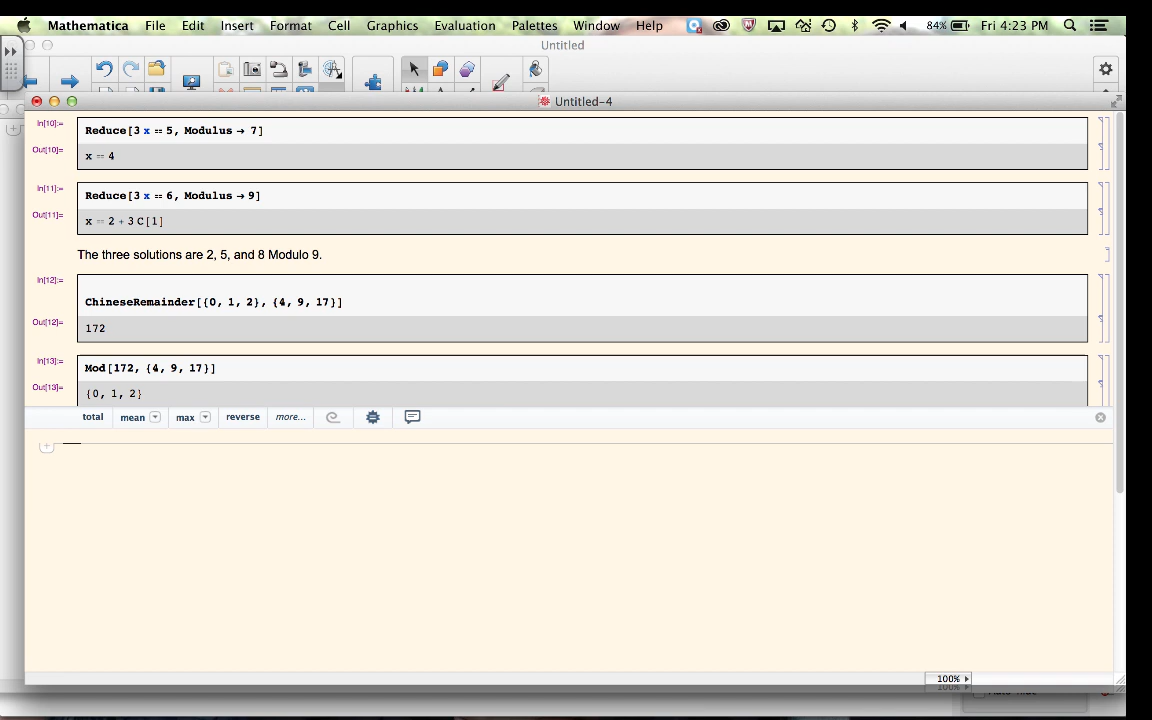 Mathematica File Edit Insert Format Cell Graphics Evaluation Palettes Window Help 84% Fri 4:23 PM
Untitled
Untitled-4
In[10]:= Reduce[3 x == 5, Modulus → 7]
Out[10]= x == 4
In[11]:= Reduce[3 x == 6, Modulus → 9]
Out[11]= x == 2 + 3 C[1]
The three solutions are 2, 5, and 8 Modulo 9.
In[12]:=
ChineseRemainder[{0, 1, 2}, {4, 9, 17}]
Out[12]= 172
In[13]:= Mod[172, {4, 9, 17}]
Out[13]= {0, 1, 2}
total mean max reverse more...
100%
100%